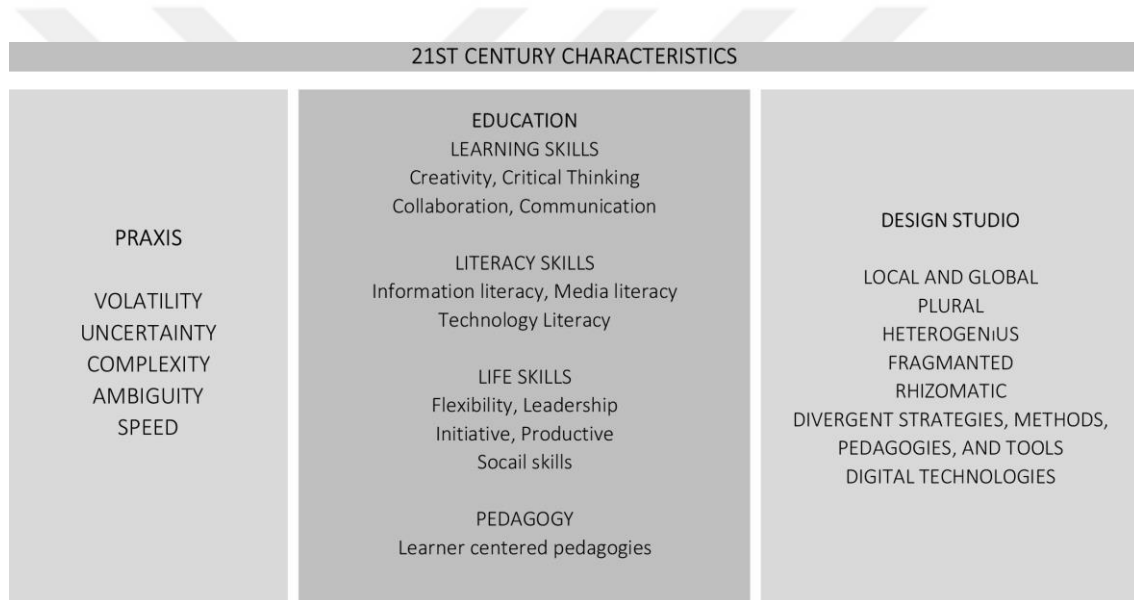 21ST CENTURY CHARACTERISTICS
PRAXIS
VOLATILITY
UNCERTAINTY
COMPLEXITY
AMBIGUITY
SPEED
EDUCATION
LEARNING SKILLS
Creativity, Critical Thinking
Collaboration, Communication
LITERACY SKILLS
Information literacy, Media literacy
Technology Literacy
LIFE SKILLS
Flexibility, Leadership
Initiative, Productive
Socail skills
PEDAGOGY
Learner centered pedagogies
DESIGN STUDIO
LOCAL AND GLOBAL
PLURAL
HETEROGENıUS
FRAGMANTED
RHIZOMATIC
DIVERGENT STRATEGIES, METHODS,
PEDAGOGIES, AND TOOLS
DIGITAL TECHNOLOGIES